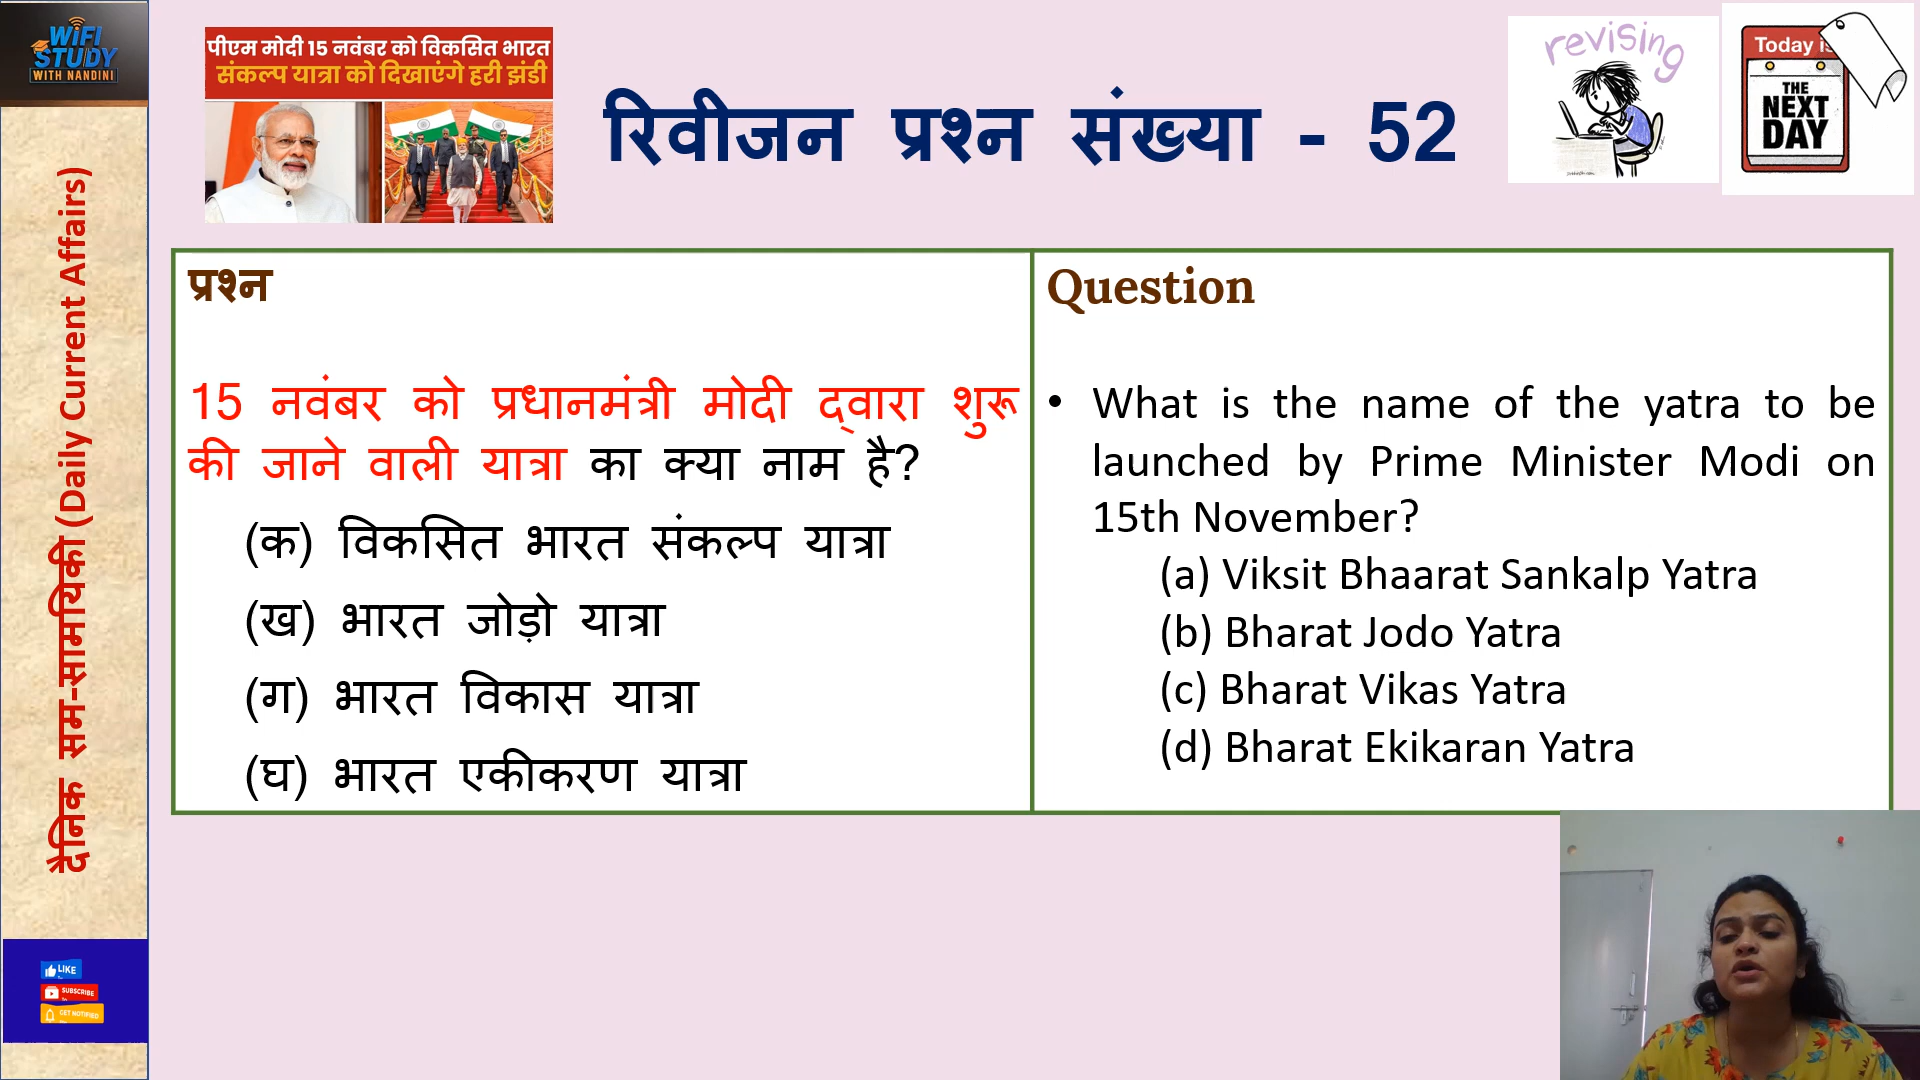 WiFi
STUDY
WITH NANDINI
दैनिक सम-सामयिकी (Daily Current Affairs)
LIKE
SUBSCRIBE
GET NOTIFIED
पीएम मोदी 15 नवंबर को विकसित भारत
संकल्प यात्रा को दिखाएंगे हरी झंडी
रिवीजन प्रश्न संख्या - 52
revising
Today is
THE
NEXT
DAY
प्रश्न
15 नवंबर को प्रधानमंत्री मोदी द्वारा शुरू
की जाने वाली यात्रा का क्या नाम है?
(क) विकसित भारत संकल्प यात्रा
(ख) भारत जोड़ो यात्रा
(ग) भारत विकास यात्रा
(घ) भारत एकीकरण यात्रा
Question
• What is the name of the yatra to be
launched by Prime Minister Modi on
15th November?
(a) Viksit Bhaarat Sankalp Yatra
(b) Bharat Jodo Yatra
(c) Bharat Vikas Yatra
(d) Bharat Ekikaran Yatra